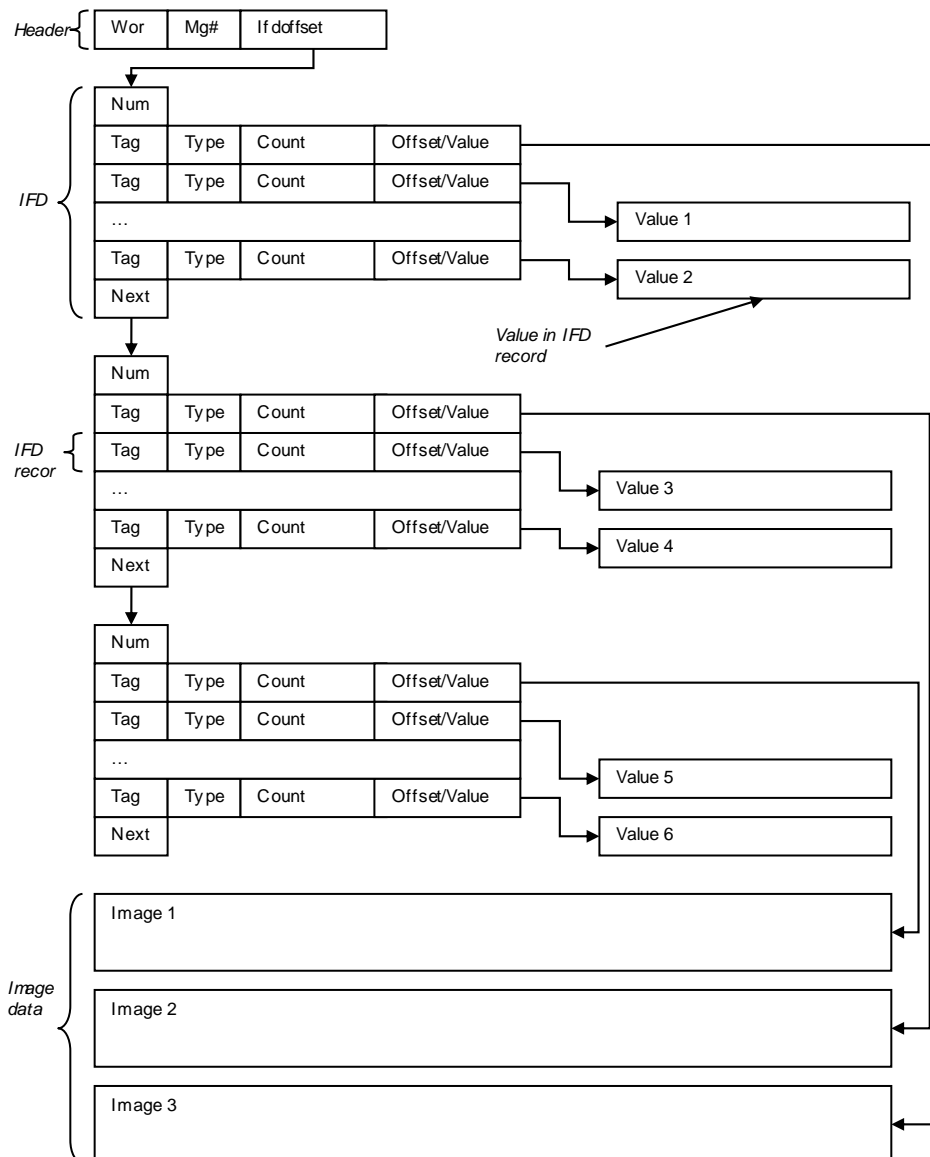 Header Wor Mg# Ifdoffset
Num
Tag Type Count Offset/Value
IFD Tag Type Count Offset/Value
… Value 1
Tag Type Count Offset/Value Value 2
Next
Value in IFD
record
Num
Tag Type Count Offset/Value
IFD Tag Type Count Offset/Value
recor
… Value 3
Tag Type Count Offset/Value Value 4
Next
Num
Tag Type Count Offset/Value
Tag Type Count Offset/Value
… Value 5
Tag Type Count Offset/Value
Next Value 6
Image 1
Image
data
Image 2
Image 3